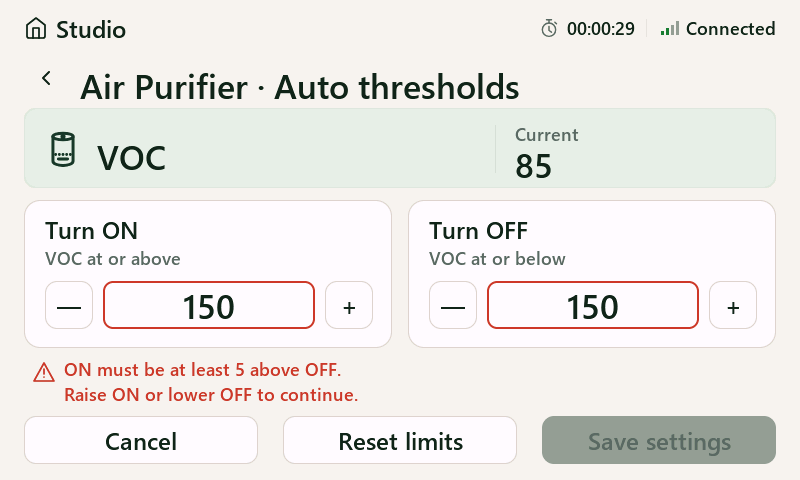 Studio
00:00:29
Connected
Air Purifier · Auto thresholds
VOC
Current
85
Turn ON
VOC at or above
— 150 +
Turn OFF
VOC at or below
— 150 +
ON must be at least 5 above OFF.
Raise ON or lower OFF to continue.
Cancel
Reset limits
Save settings